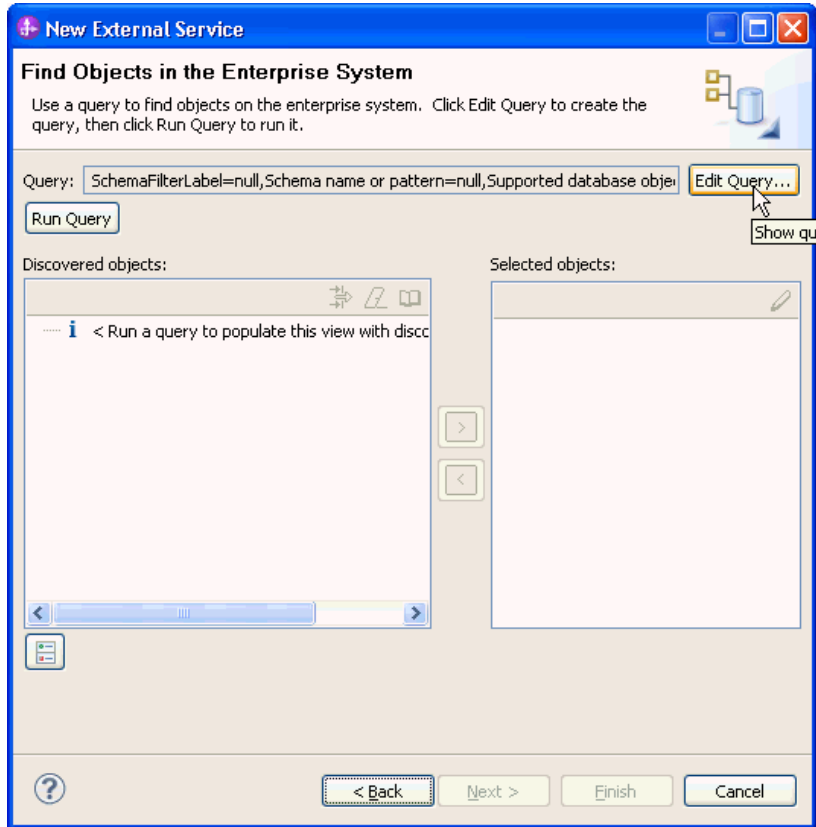 New External Service
Find Objects in the Enterprise System
Use a query to find objects on the enterprise system. Click Edit Query to create the
query, then click Run Query to run it.
Query: SchemaFilterLabel=null,Schema name or pattern=null,Supported database obje Edit Query...
Run Query
Show qu
Discovered objects: Selected objects:
i < Run a query to populate this view with disco
>
<
< Back Next > Finish Cancel